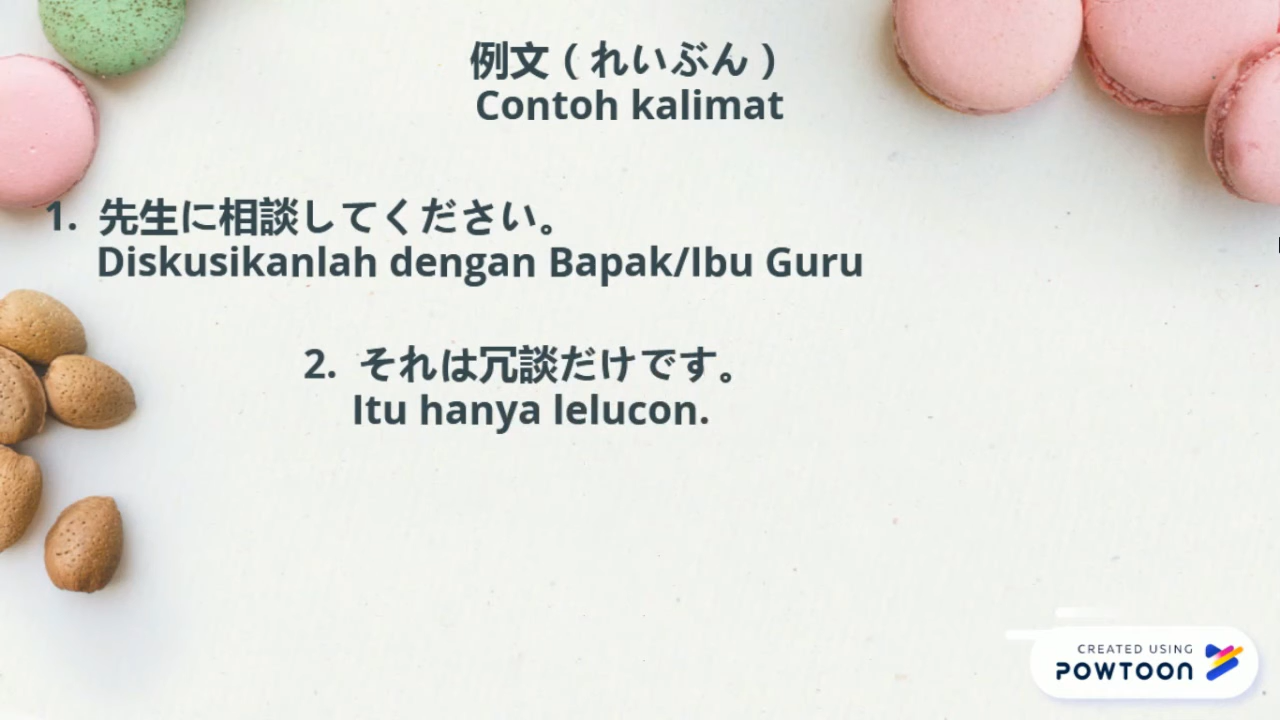 例文 ( れいぶん )
Contoh kalimat
1. 先生に相談してください。
Diskusikanlah dengan Bapak/Ibu Guru
2. それは冗談だけです。
Itu hanya lelucon.
CREATED USING
POWTOON